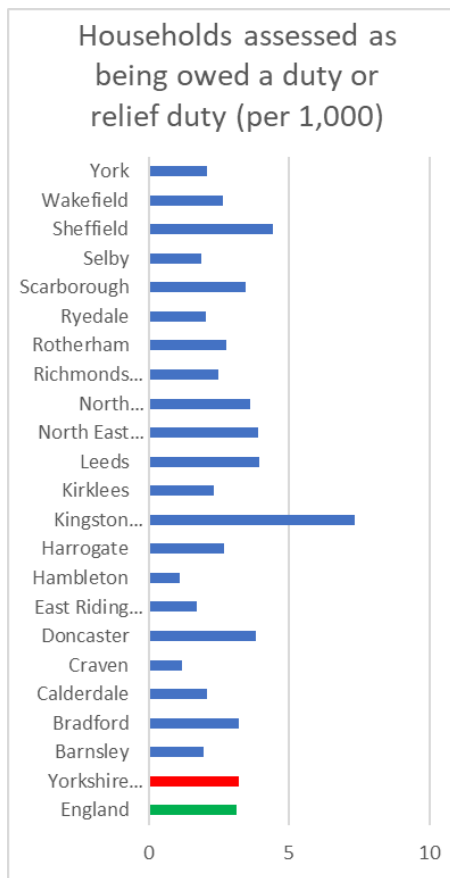 Households assessed as
being owed a duty or
relief duty (per 1,000)
York
Wakefield
Sheffield
Selby
Scarborough
Ryedale
Rotherham
Richmonds...
North...
North East...
Leeds
Kirklees
Kingston...
Harrogate
Hambleton
East Riding...
Doncaster
Craven
Calderdale
Bradford
Barnsley
Yorkshire...
England
0 5 10